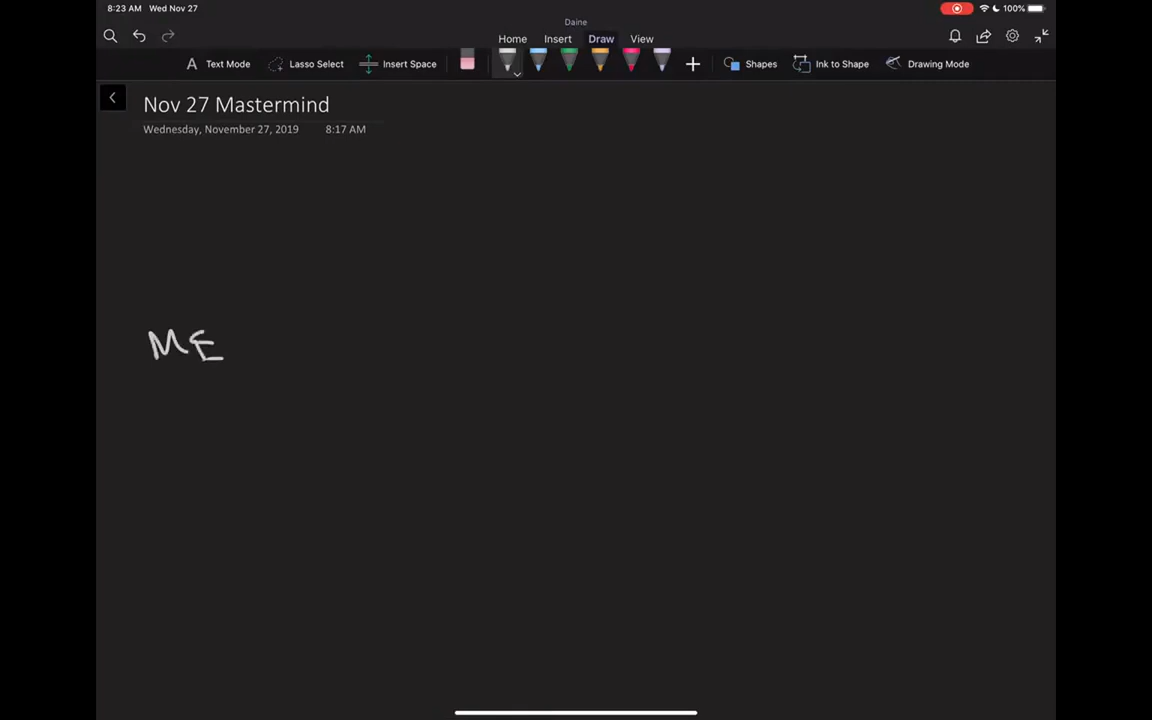 8:23 AM Wed Nov 27 100%
Daine
Home Insert Draw View
Text Mode Lasso Select Insert Space Shapes Ink to Shape Drawing Mode
Nov 27 Mastermind
Wednesday, November 27, 2019 8:17 AM
ME